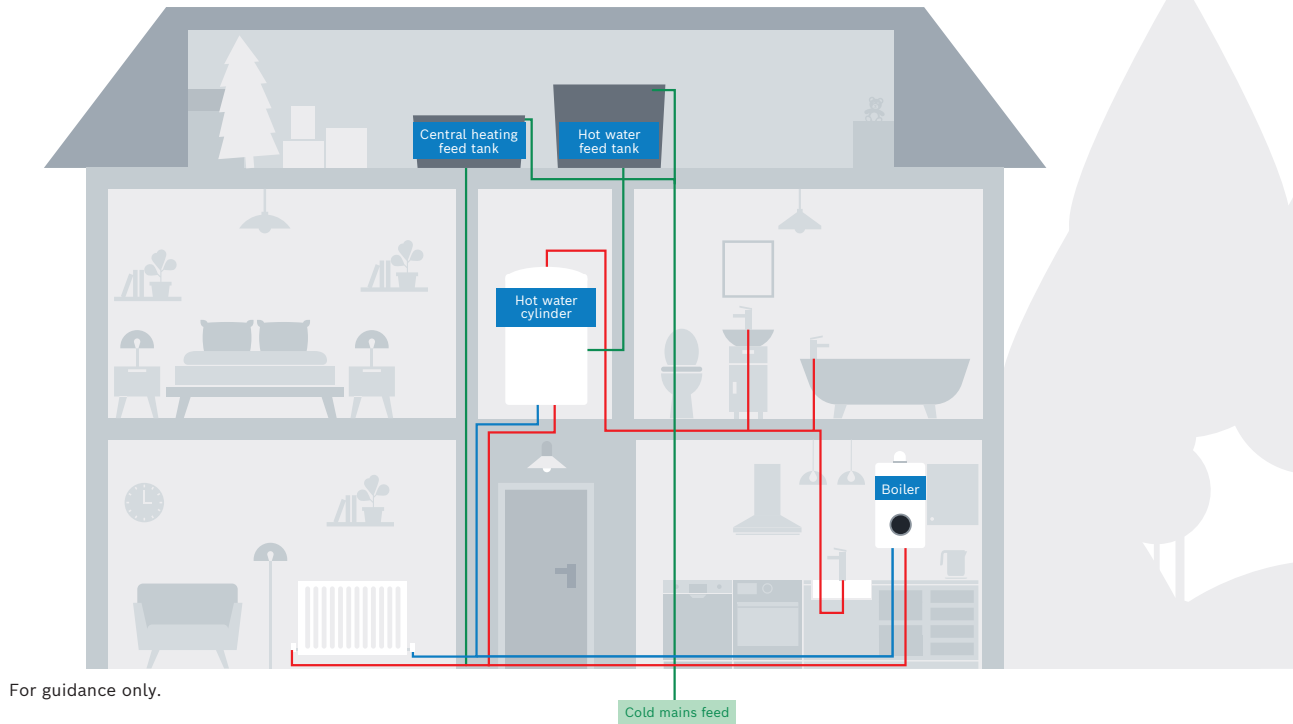 Central heating
feed tank
Hot water
feed tank
Hot water
cylinder
Boiler
For guidance only.
Cold mains feed